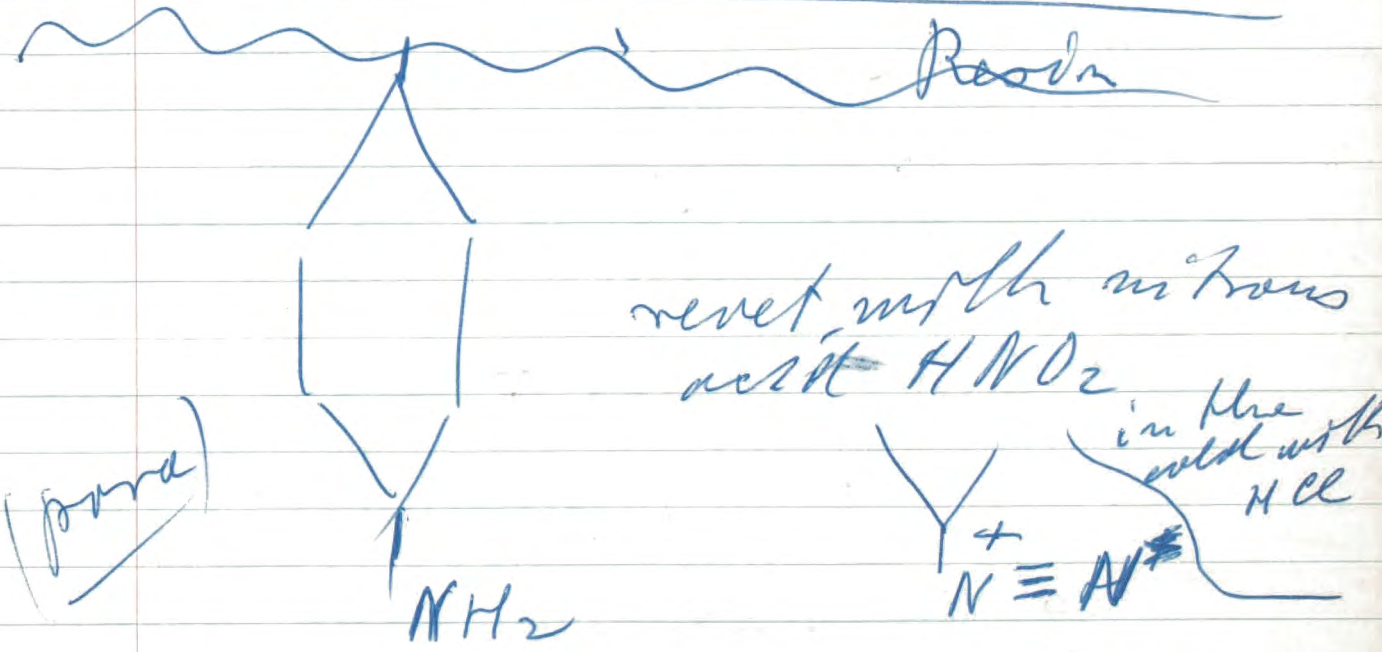 Resin
react with nitrous
acid HNO2
in the
cold with
HCl
(para)
+
N ≡ N
NH2